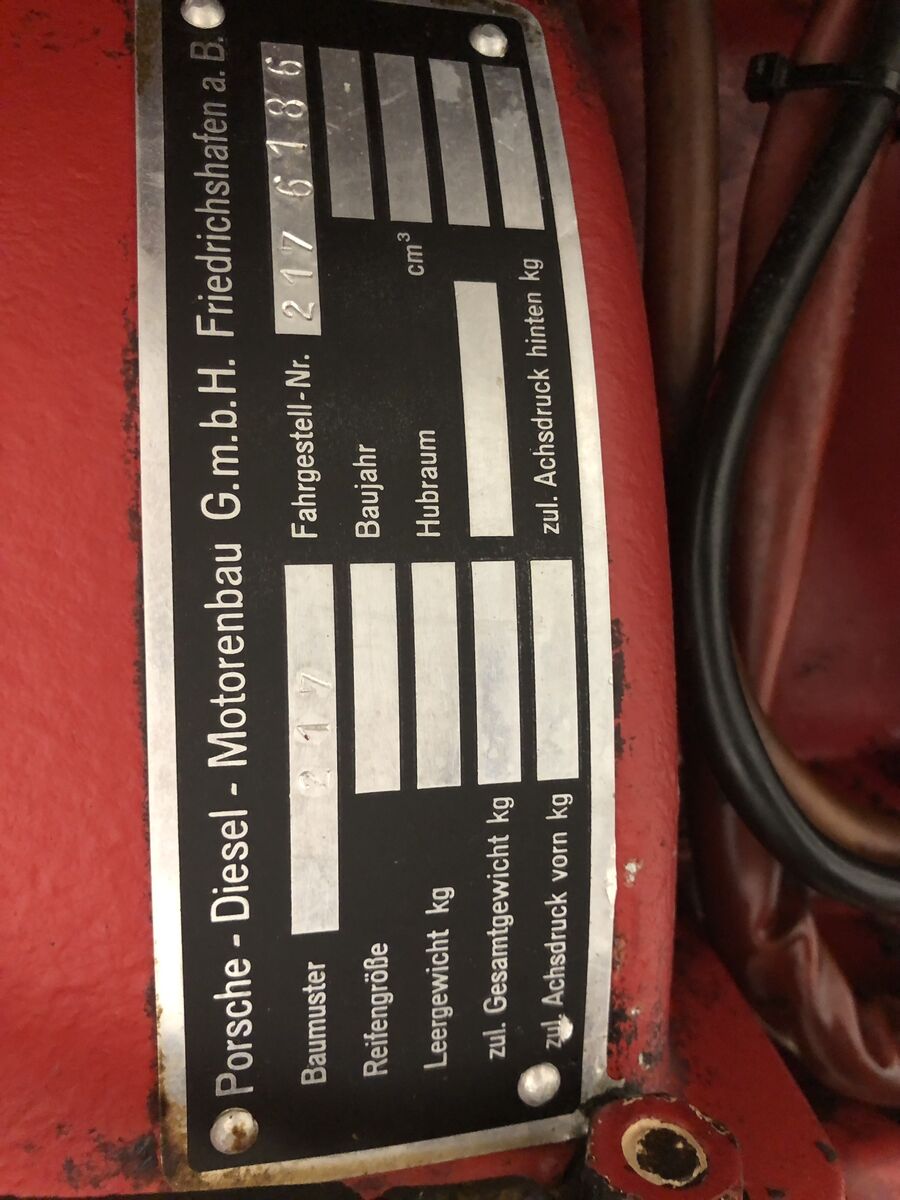 Porsche - Diesel - Motorenbau G.m.b.H. Friedrichshafen a. B.
Baumuster 217 Fahrgestell-Nr. 217 6186
Reifengröße Baujahr
Leergewicht kg Hubraum cm³
zul. Gesamtgewicht kg
zul. Achsdruck vorn kg zul. Achsdruck hinten kg